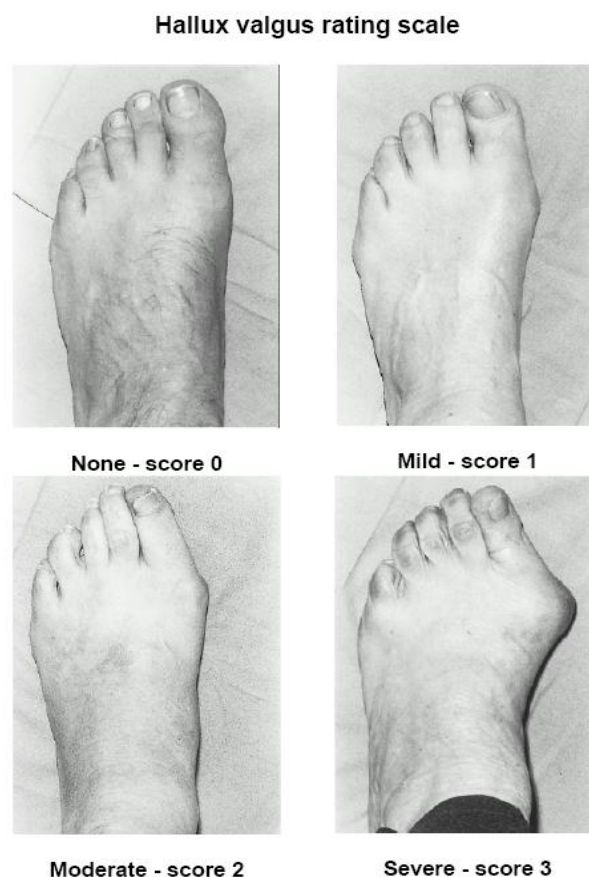 Hallux valgus rating scale
None - score 0
Mild - score 1
Moderate - score 2
Severe - score 3